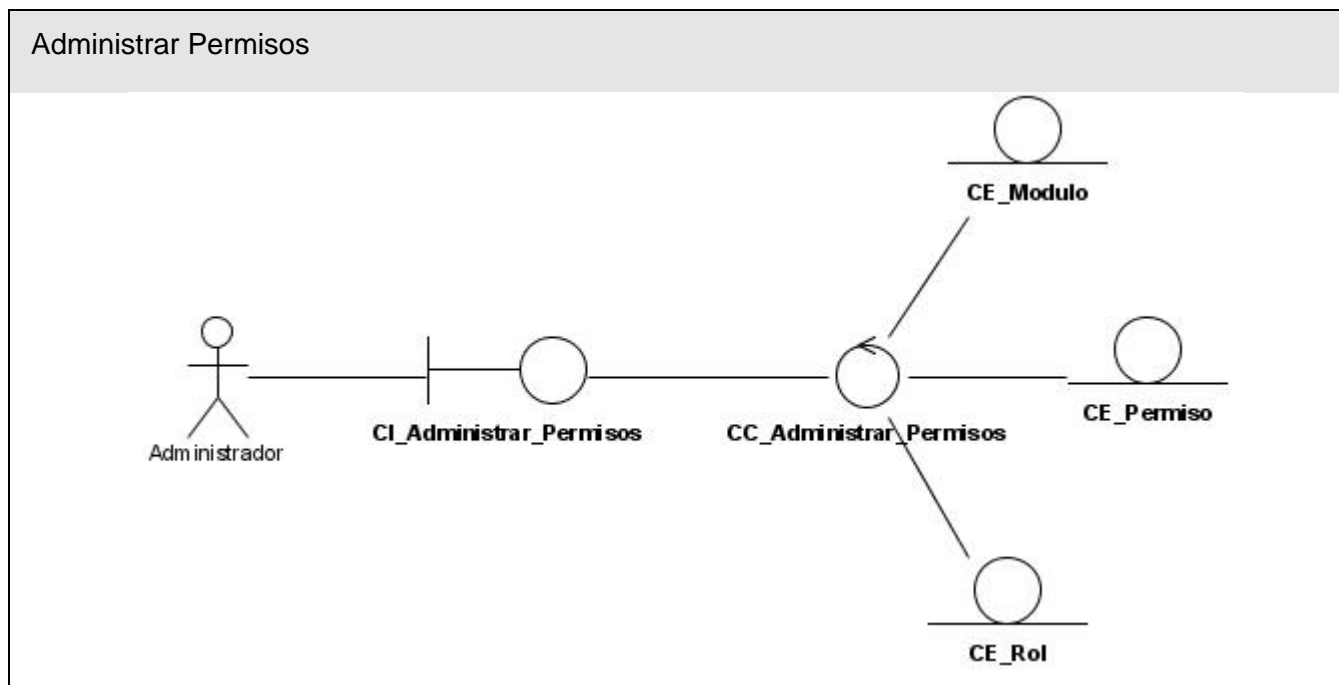 Administrar Permisos
CE_Modulo
CE_Permiso
CI_Administrar_Permisos
CC_Administrar_Permisos
Administrador
CE_Rol